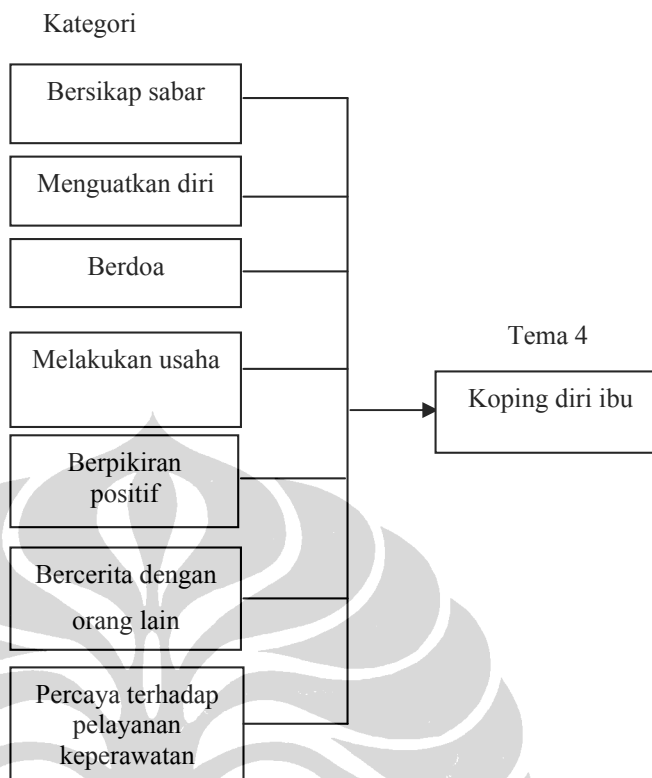 Kategori
Bersikap sabar
Menguatkan diri
Berdoa
Melakukan usaha
Berpikiran
positif
Bercerita dengan
orang lain
Percaya terhadap
pelayanan
keperawatan
Tema 4
Koping diri ibu